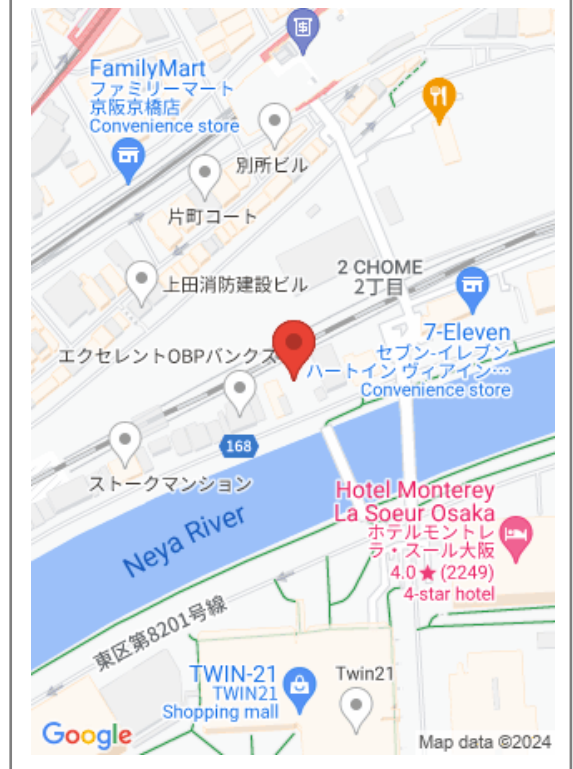 FamilyMart
ファミリーマート
京阪京橋店
Convenience store
別所ビル
片町コート
上田消防建設ビル
2 CHOME
2丁目
7-Eleven
セブン-イレブン
ハートイン ヴィアイン…
Convenience store
エクセレントOBPバンクス
168
ストークマンション
Neya River
Hotel Monterey
La Soeur Osaka
ホテルモントレ
ラ・スール大阪
4.0★(2249)
4-star hotel
東区第8201号線
TWIN-21
TWIN21
Shopping mall
Twin21
Google
Map data ©2024